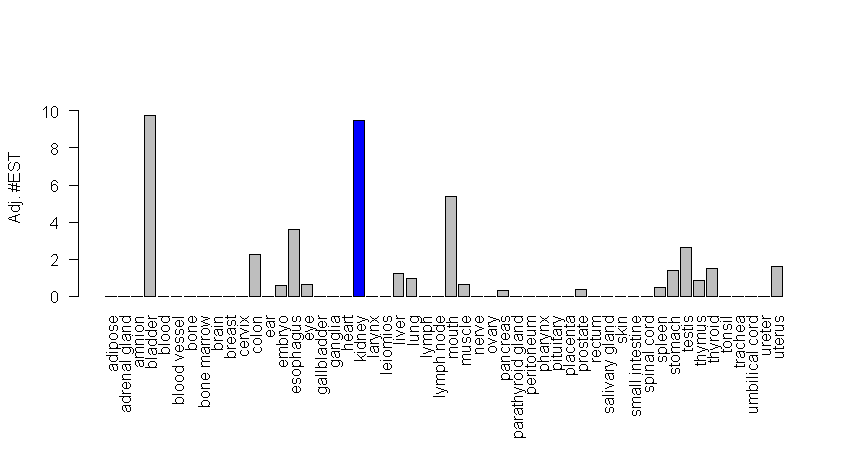 Adj. #EST
10
8
6
4
2
0
adipose
adrenal gland
amnion
bladder
blood
blood vessel
bone
bone marrow
brain
breast
cervix
colon
ear
embryo
esophagus
eye
gallbladder
ganglia
heart
kidney
larynx
leiomios
liver
lung
lymph
lymph node
mouth
muscle
nerve
ovary
pancreas
parathyroid gland
peritoneum
pharynx
pituitary
placenta
prostate
rectum
salivary gland
skin
small intestine
spinal cord
spleen
stomach
testis
thymus
thyroid
tonsil
trachea
umbilical cord
ureter
uterus